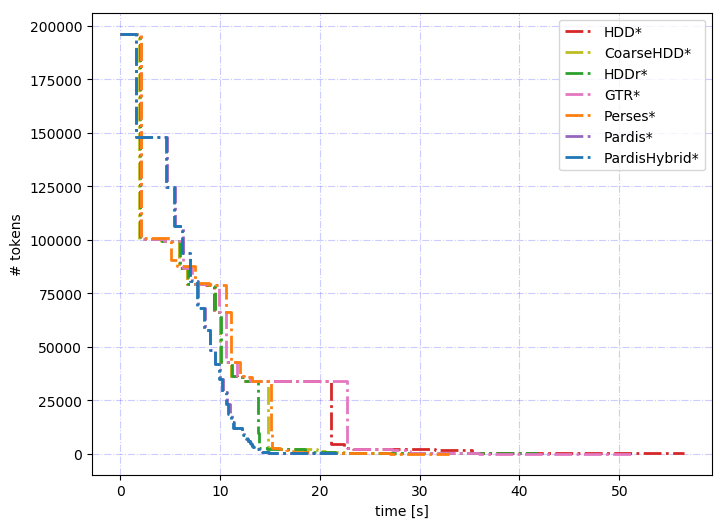 200000
175000
150000
125000
100000
75000
50000
25000
0
# tokens
0 10 20 30 40 50
time [s]
HDD*
CoarseHDD*
HDDr*
GTR*
Perses*
Pardis*
PardisHybrid*